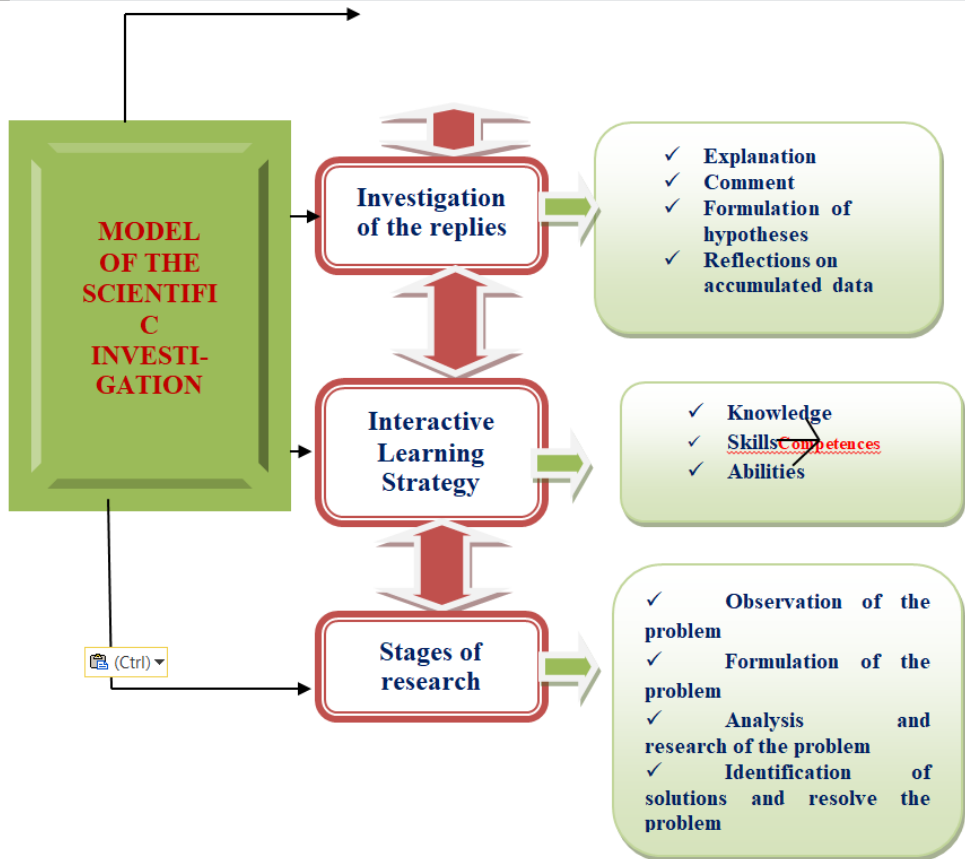 MODEL
OF THE
SCIENTIFI
C
INVESTI-
GATION
Investigation
of the replies
✓ Explanation
✓ Comment
✓ Formulation of
hypotheses
✓ Reflections on
accumulated data
Interactive
Learning
Strategy
✓ Knowledge
✓ SkillsCompetences
✓ Abilities
Stages of
research
✓ Observation of the
problem
✓ Formulation of the
problem
✓ Analysis and
research of the problem
✓ Identification of
solutions and resolve the
problem
(Ctrl)